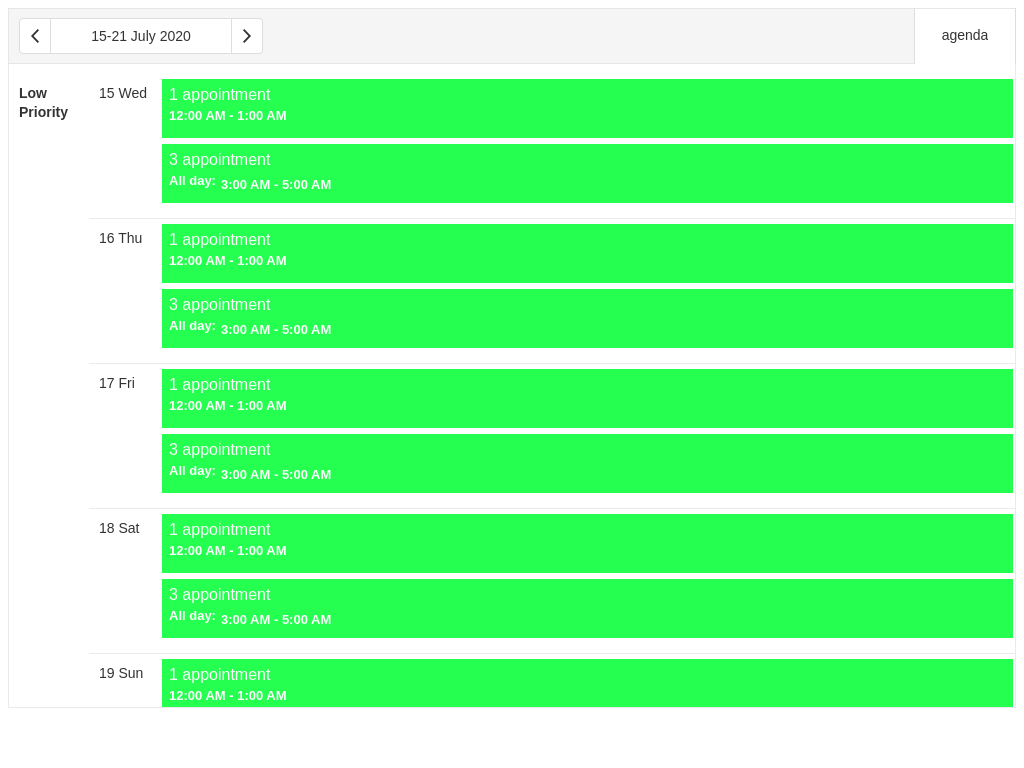 15-21 July 2020
agenda
Low
Priority
15 Wed
1 appointment
12:00 AM - 1:00 AM
3 appointment
All day: 3:00 AM - 5:00 AM
16 Thu
1 appointment
12:00 AM - 1:00 AM
3 appointment
All day: 3:00 AM - 5:00 AM
17 Fri
1 appointment
12:00 AM - 1:00 AM
3 appointment
All day: 3:00 AM - 5:00 AM
18 Sat
1 appointment
12:00 AM - 1:00 AM
3 appointment
All day: 3:00 AM - 5:00 AM
19 Sun
1 appointment
12:00 AM - 1:00 AM